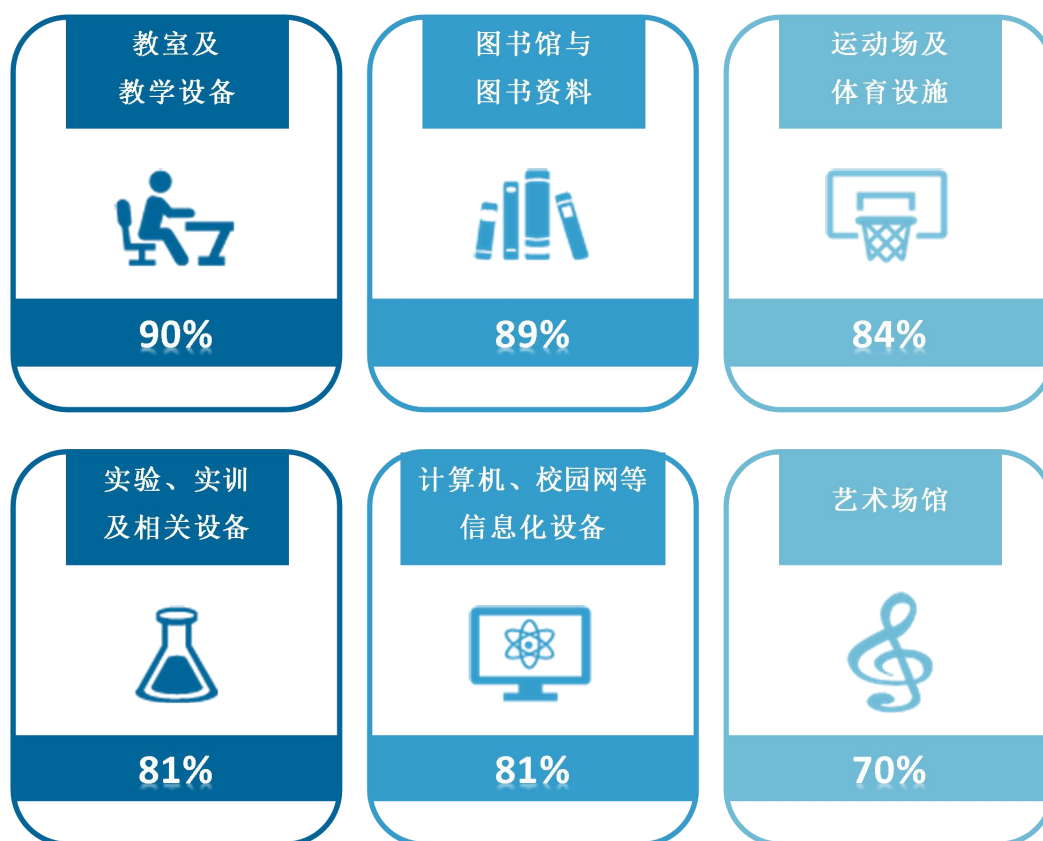 教室及
教学设备
图书馆与
图书资料
运动场及
体育设施
90%
89%
84%
实验、实训
及相关设备
计算机、校园网等
信息化设备
艺术场馆
81%
81%
70%